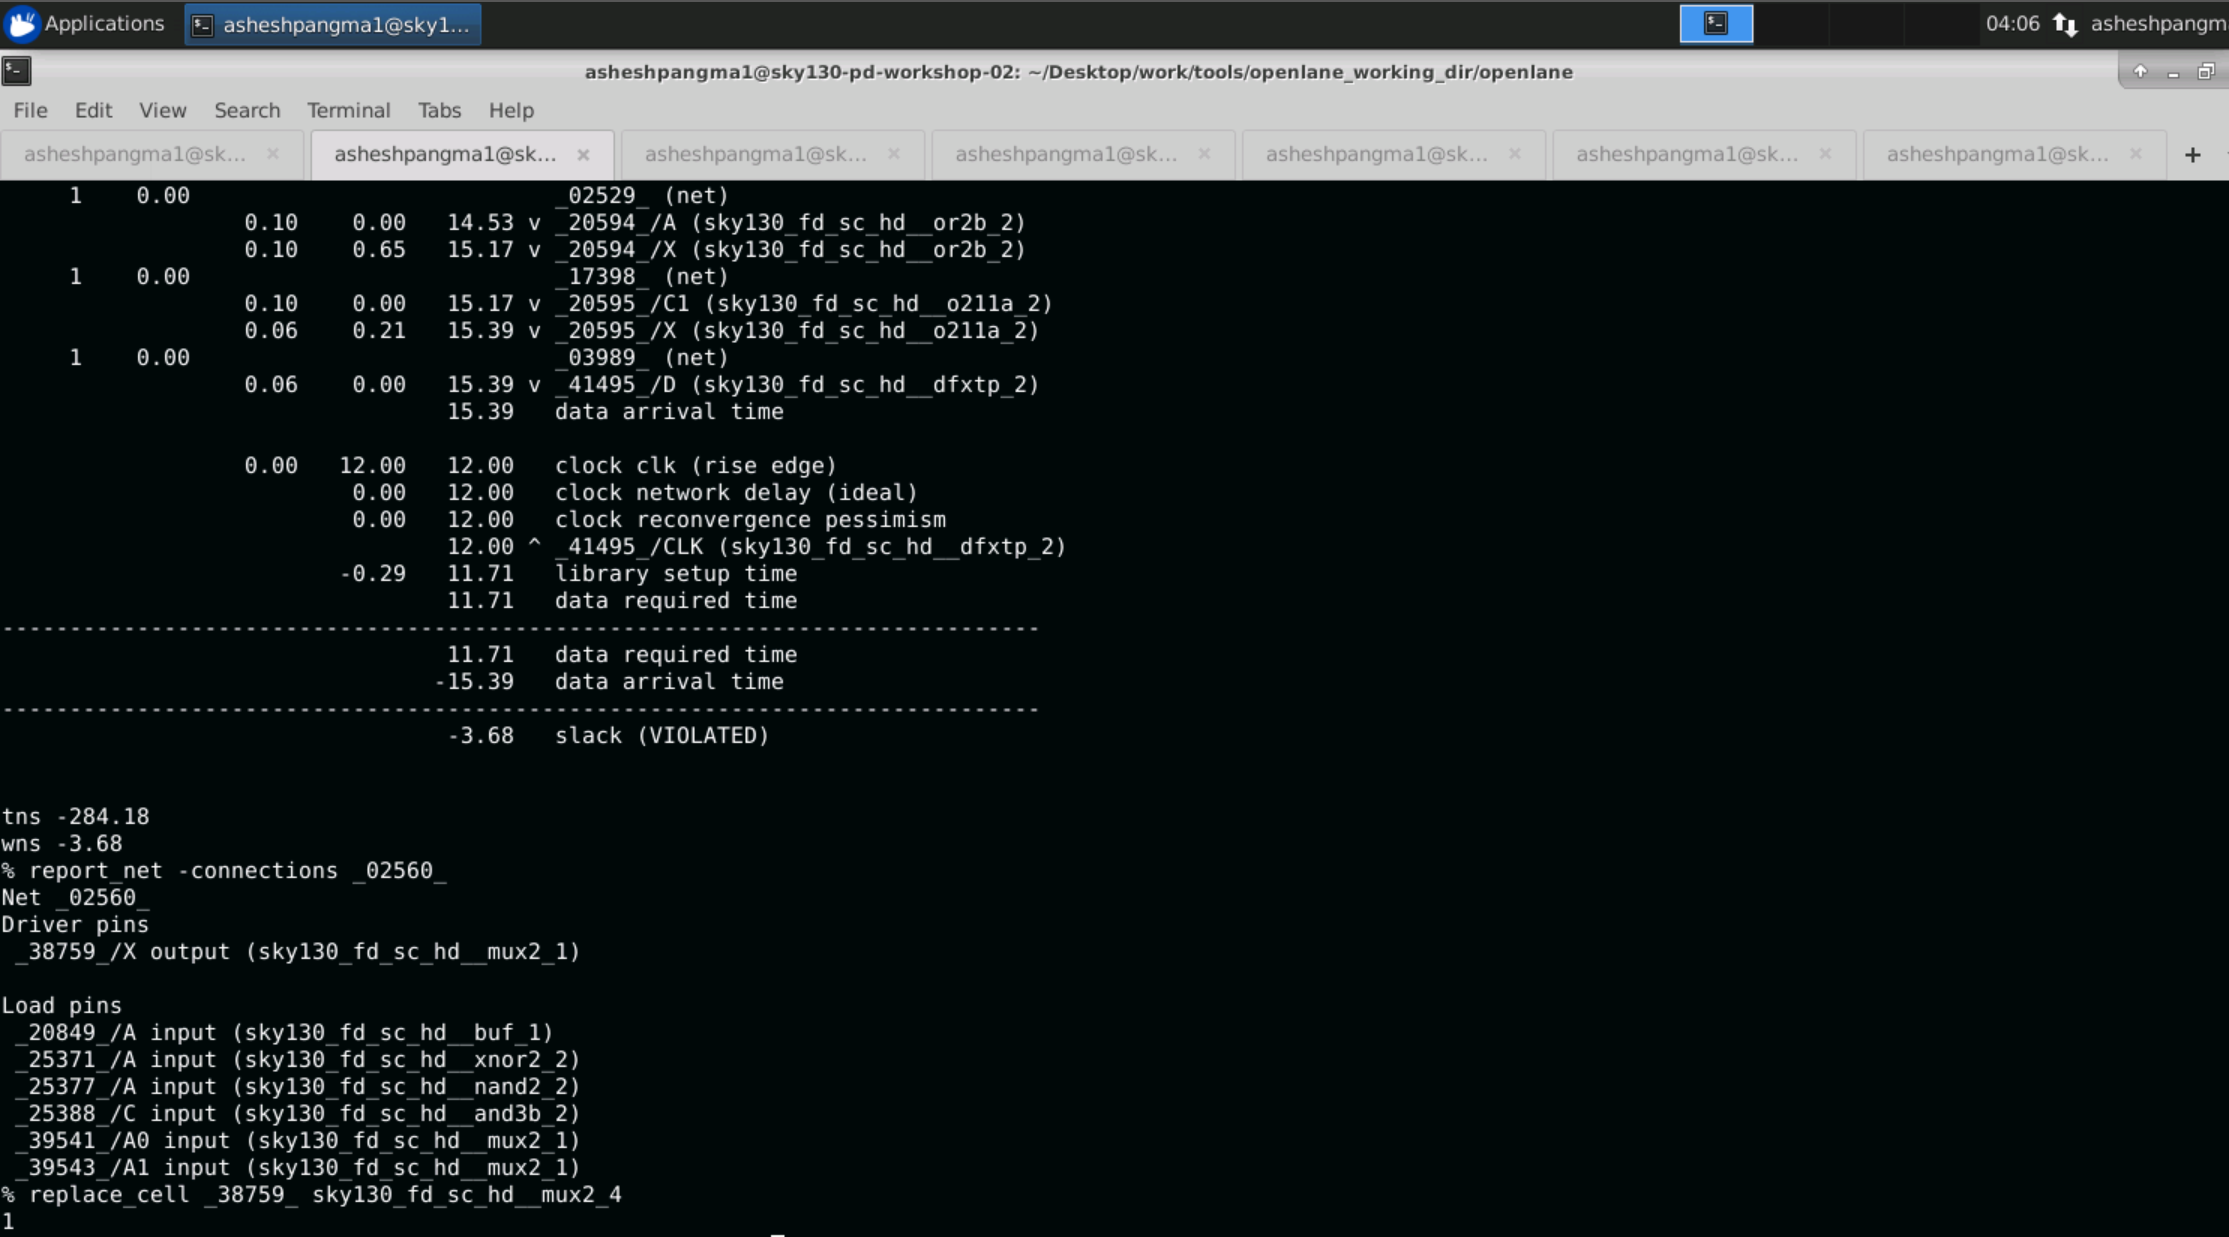 Applications asheshpangma1@sky1... 04:06 asheshpangm
asheshpangma1@sky130-pd-workshop-02: ~/Desktop/work/tools/openlane_working_dir/openlane
File Edit View Search Terminal Tabs Help
asheshpangma1@sk... × asheshpangma1@sk... × asheshpangma1@sk... × asheshpangma1@sk... × asheshpangma1@sk... × asheshpangma1@sk... × asheshpangma1@sk... × +
1 0.00 _02529_ (net)
0.10 0.00 14.53 v _20594_/A (sky130_fd_sc_hd__or2b_2)
0.10 0.65 15.17 v _20594_/X (sky130_fd_sc_hd__or2b_2)
1 0.00 _17398_ (net)
0.10 0.00 15.17 v _20595_/C1 (sky130_fd_sc_hd__o211a_2)
0.06 0.21 15.39 v _20595_/X (sky130_fd_sc_hd__o211a_2)
1 0.00 _03989_ (net)
0.06 0.00 15.39 v _41495_/D (sky130_fd_sc_hd__dfxtp_2)
15.39 data arrival time
0.00 12.00 12.00 clock clk (rise edge)
0.00 12.00 clock network delay (ideal)
0.00 12.00 clock reconvergence pessimism
12.00 ^ _41495_/CLK (sky130_fd_sc_hd__dfxtp_2)
-0.29 11.71 library setup time
11.71 data required time
-----------------------------------------------------------------------------
11.71 data required time
-15.39 data arrival time
-----------------------------------------------------------------------------
-3.68 slack (VIOLATED)
tns -284.18
wns -3.68
% report_net -connections _02560_
Net _02560_
Driver pins
_38759_/X output (sky130_fd_sc_hd__mux2_1)
Load pins
_20849_/A input (sky130_fd_sc_hd__buf_1)
_25371_/A input (sky130_fd_sc_hd__xnor2_2)
_25377_/A input (sky130_fd_sc_hd__nand2_2)
_25388_/C input (sky130_fd_sc_hd__and3b_2)
_39541_/A0 input (sky130_fd_sc_hd__mux2_1)
_39543_/A1 input (sky130_fd_sc_hd__mux2_1)
% replace_cell _38759_ sky130_fd_sc_hd__mux2_4
1